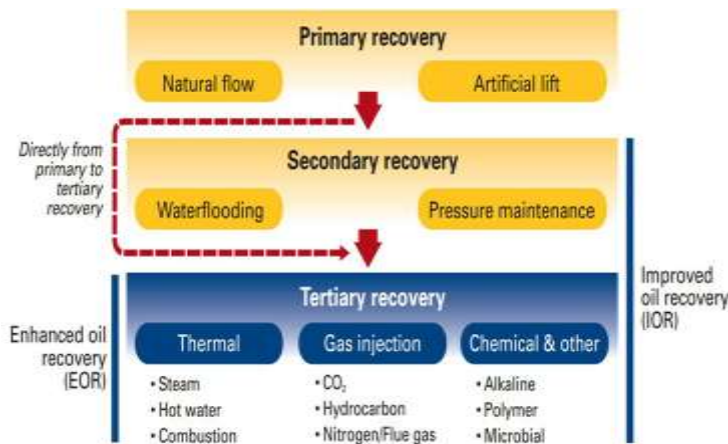 Primary recovery
Natural flow
Artificial lift
Directly from
primary to
tertiary
recovery
Secondary recovery
Waterflooding
Pressure maintenance
Improved
oil recovery
(IOR)
Tertiary recovery
Enhanced oil
recovery
(EOR)
Thermal
Gas injection
Chemical & other
• Steam
• Hot water
• Combustion
• CO₂
• Hydrocarbon
• Nitrogen/Flue gas
• Alkaline
• Polymer
• Microbial